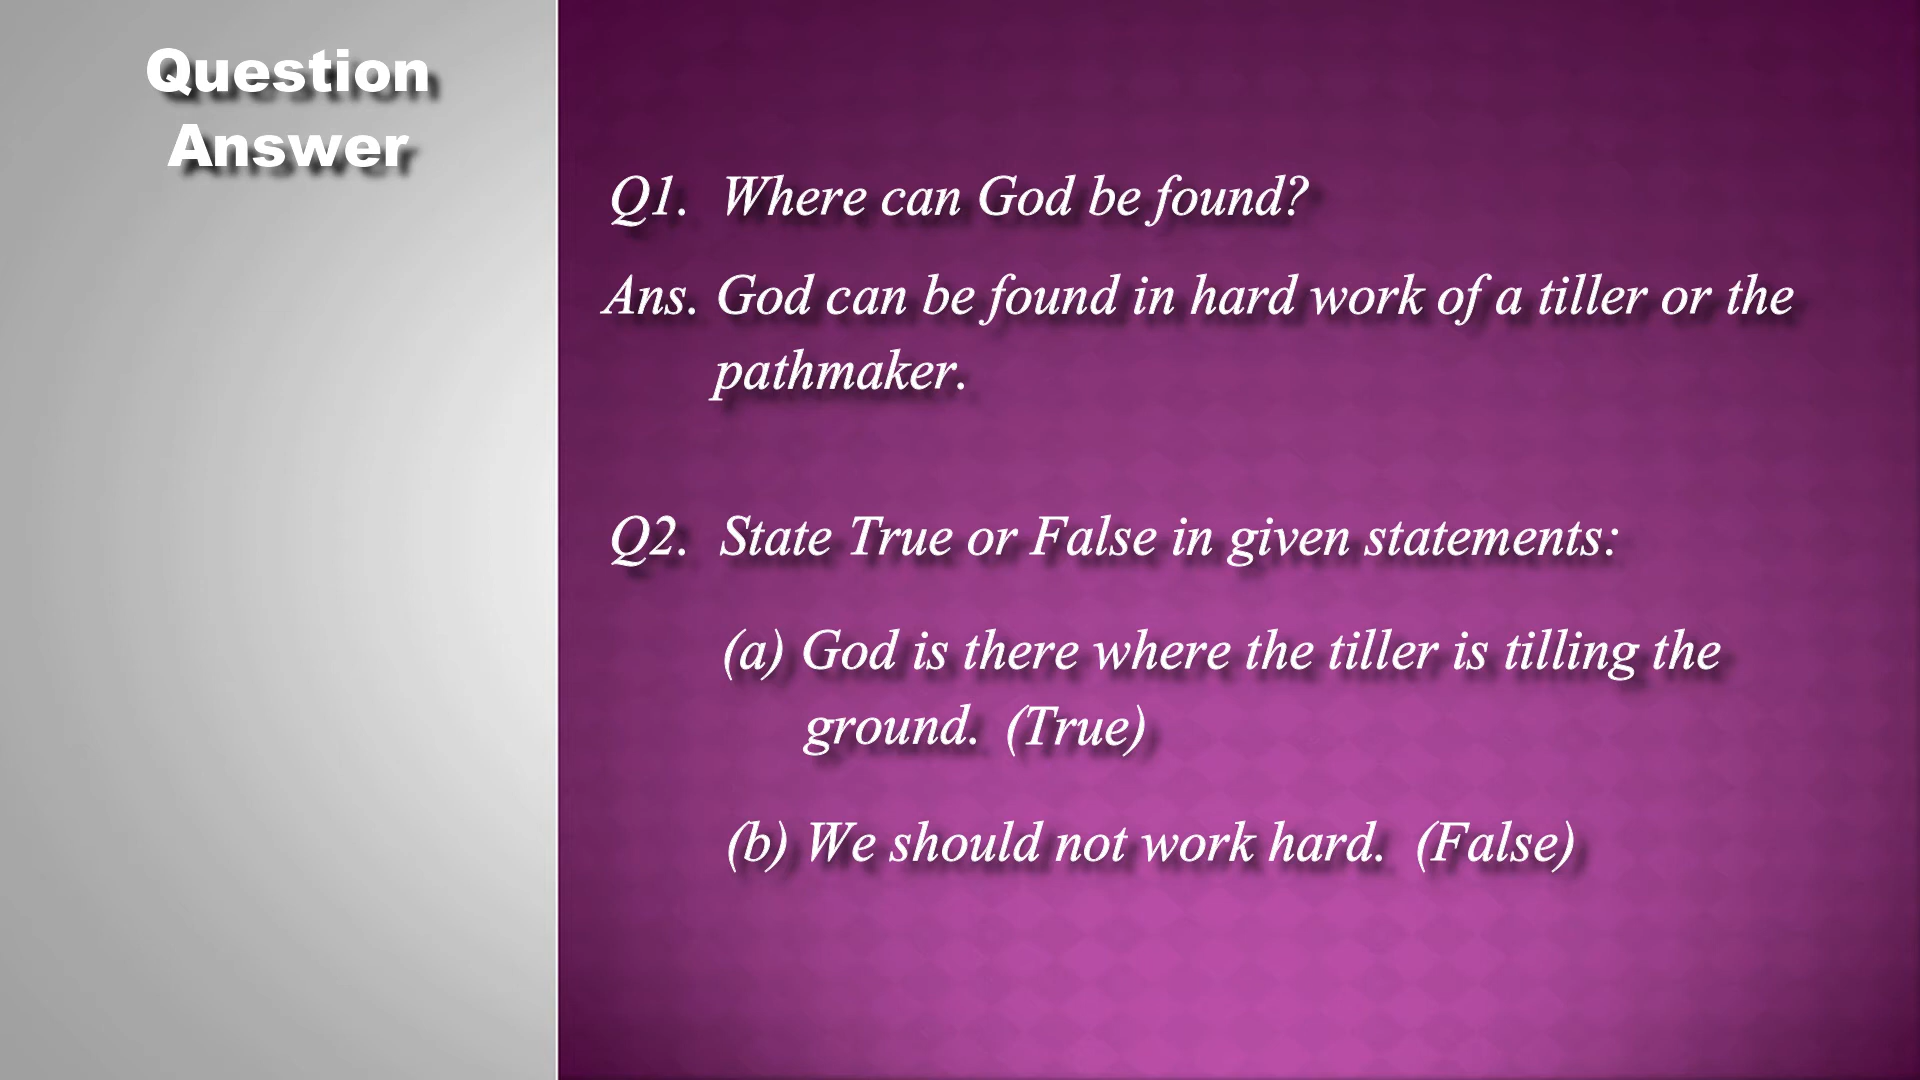 Question
Answer
Q1. Where can God be found?
Ans. God can be found in hard work of a tiller or the
pathmaker.
Q2. State True or False in given statements:
(a) God is there where the tiller is tilling the
ground. (True)
(b) We should not work hard. (False)